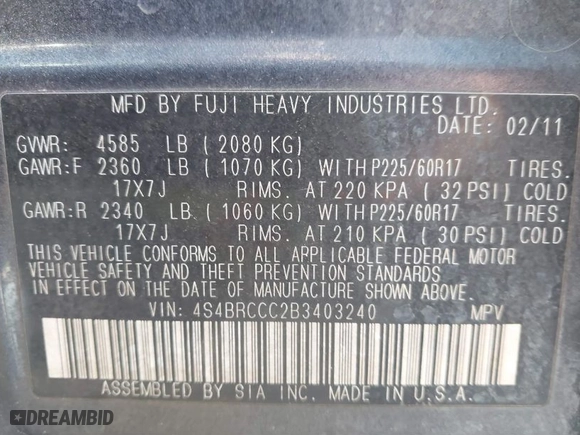 MFD BY FUJI HEAVY INDUSTRIES LTD.
DATE: 02/11
GVWR: 4585 LB ( 2080 KG)
GAWR:F 2360 LB ( 1070 KG) WITH P225/60R17 TIRES.
17X7J RIMS. AT 220 KPA ( 32 PSI) COLD
GAWR:R 2340 LB ( 1060 KG) WITH P225/60R17 TIRES.
17X7J RIMS. AT 210 KPA ( 30 PSI) COLD
THIS VEHICLE CONFORMS TO ALL APPLICABLE FEDERAL MOTOR
VEHICLE SAFETY AND THEFT PREVENTION STANDARDS
IN EFFECT ON THE DATE OF MANUFACTURE SHOWN ABOVE.
VIN: 4S4BRCCC2B3403240 MPV
ASSEMBLED BY SIA INC. MADE IN U.S.A.
DREAMBID